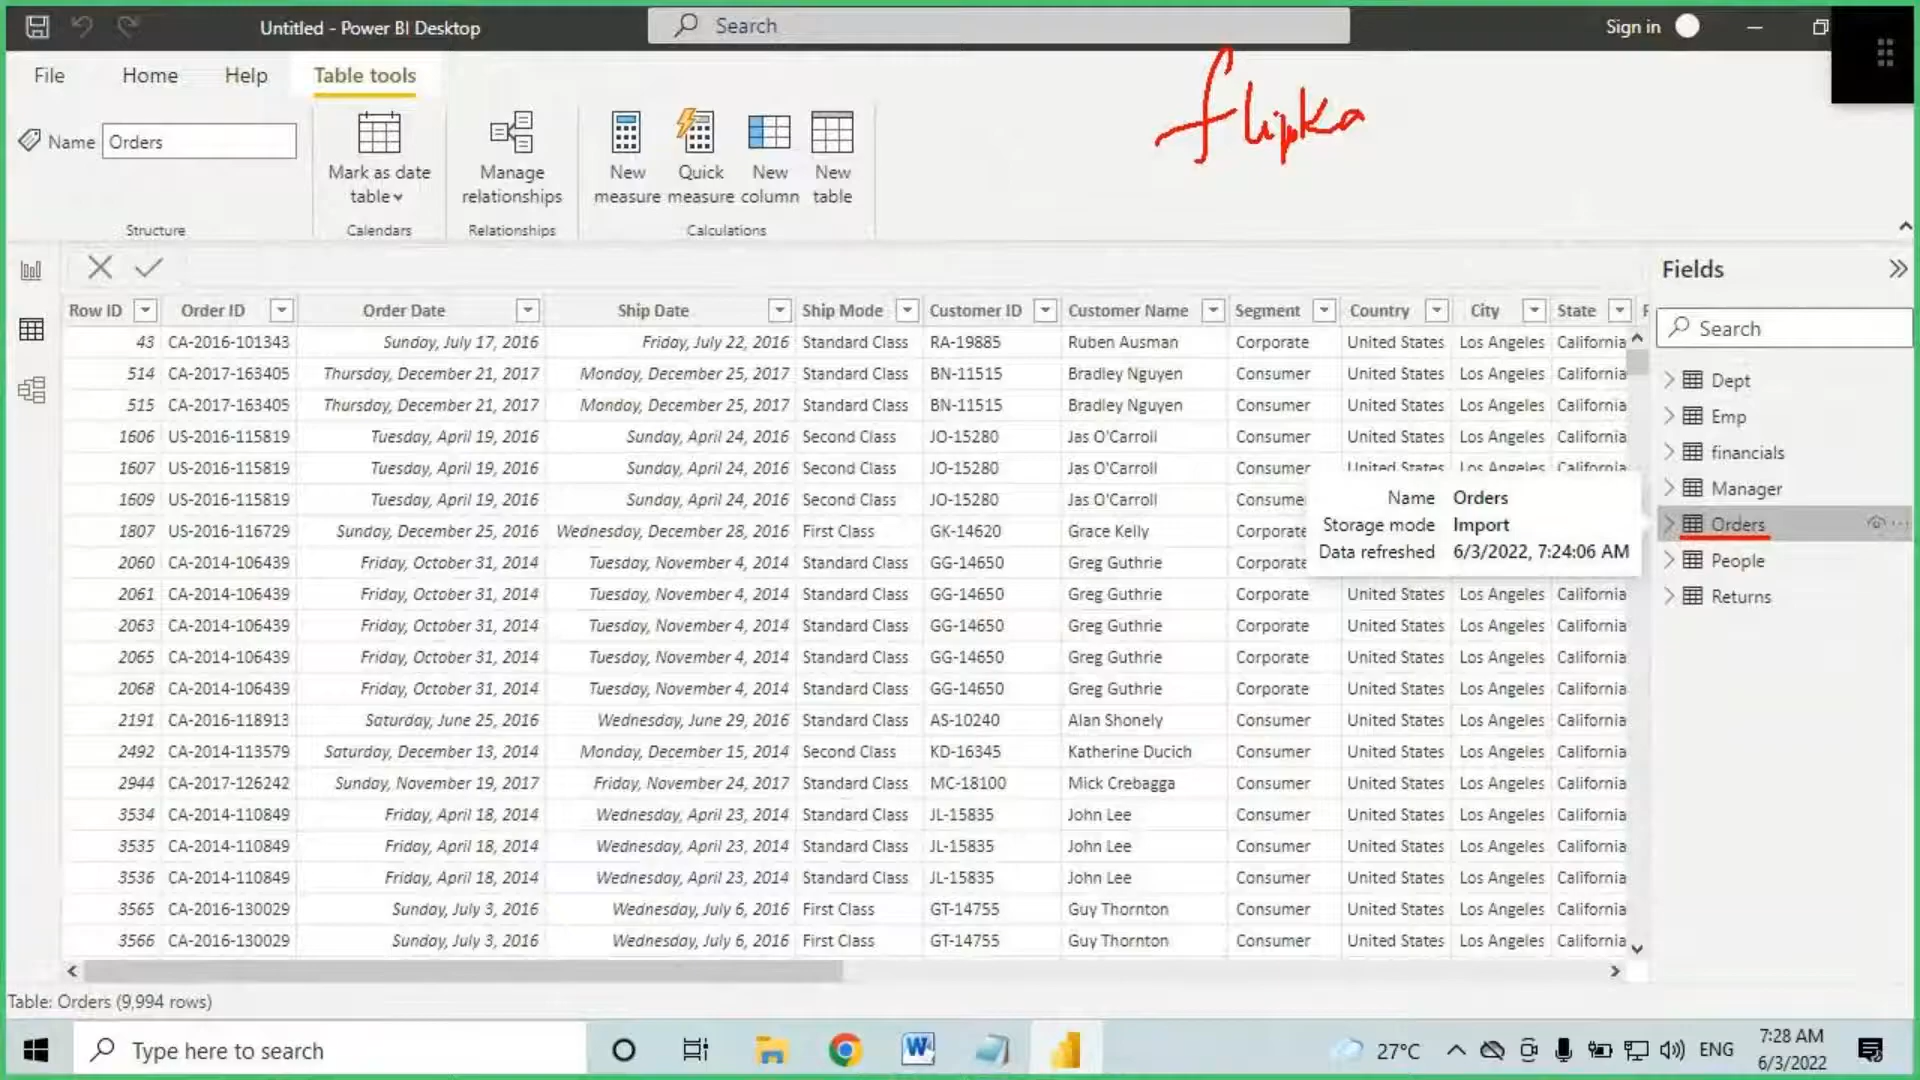 Untitled - Power BI Desktop
Search
Sign in
File Home Help Table tools
flipka
Name Orders
Mark as date table
Manage relationships
New measure
Quick measure
New column
New table
Structure Calendars Relationships Calculations
Fields
Search
Dept
Emp
financials
Manager
Orders
People
Returns
Name Orders
Storage mode Import
Data refreshed 6/3/2022, 7:24:06 AM
Row ID Order ID Order Date Ship Date Ship Mode Customer ID Customer Name Segment Country City State
43 CA-2016-101343 Sunday, July 17, 2016 Friday, July 22, 2016 Standard Class RA-19885 Ruben Ausman Corporate United States Los Angeles California
514 CA-2017-163405 Thursday, December 21, 2017 Monday, December 25, 2017 Standard Class BN-11515 Bradley Nguyen Consumer United States Los Angeles California
515 CA-2017-163405 Thursday, December 21, 2017 Monday, December 25, 2017 Standard Class BN-11515 Bradley Nguyen Consumer United States Los Angeles California
1606 US-2016-115819 Tuesday, April 19, 2016 Sunday, April 24, 2016 Second Class JO-15280 Jas O'Carroll Consumer United States Los Angeles California
1607 US-2016-115819 Tuesday, April 19, 2016 Sunday, April 24, 2016 Second Class JO-15280 Jas O'Carroll Consumer United States Los Angeles California
1609 US-2016-115819 Tuesday, April 19, 2016 Sunday, April 24, 2016 Second Class JO-15280 Jas O'Carroll Consume
1807 US-2016-116729 Sunday, December 25, 2016 Wednesday, December 28, 2016 First Class GK-14620 Grace Kelly Corporate
2060 CA-2014-106439 Friday, October 31, 2014 Tuesday, November 4, 2014 Standard Class GG-14650 Greg Guthrie Corporate
2061 CA-2014-106439 Friday, October 31, 2014 Tuesday, November 4, 2014 Standard Class GG-14650 Greg Guthrie Corporate United States Los Angeles California
2063 CA-2014-106439 Friday, October 31, 2014 Tuesday, November 4, 2014 Standard Class GG-14650 Greg Guthrie Corporate United States Los Angeles California
2065 CA-2014-106439 Friday, October 31, 2014 Tuesday, November 4, 2014 Standard Class GG-14650 Greg Guthrie Corporate United States Los Angeles California
2068 CA-2014-106439 Friday, October 31, 2014 Tuesday, November 4, 2014 Standard Class GG-14650 Greg Guthrie Corporate United States Los Angeles California
2191 CA-2016-118913 Saturday, June 25, 2016 Wednesday, June 29, 2016 Standard Class AS-10240 Alan Shonely Consumer United States Los Angeles California
2492 CA-2014-113579 Saturday, December 13, 2014 Monday, December 15, 2014 Second Class KD-16345 Katherine Ducich Consumer United States Los Angeles California
2944 CA-2017-126242 Sunday, November 19, 2017 Friday, November 24, 2017 Standard Class MC-18100 Mick Crebagga Consumer United States Los Angeles California
3534 CA-2014-110849 Friday, April 18, 2014 Wednesday, April 23, 2014 Standard Class JL-15835 John Lee Consumer United States Los Angeles California
3535 CA-2014-110849 Friday, April 18, 2014 Wednesday, April 23, 2014 Standard Class JL-15835 John Lee Consumer United States Los Angeles California
3536 CA-2014-110849 Friday, April 18, 2014 Wednesday, April 23, 2014 Standard Class JL-15835 John Lee Consumer United States Los Angeles California
3565 CA-2016-130029 Sunday, July 3, 2016 Wednesday, July 6, 2016 First Class GT-14755 Guy Thornton Consumer United States Los Angeles California
3566 CA-2016-130029 Sunday, July 3, 2016 Wednesday, July 6, 2016 First Class GT-14755 Guy Thornton Consumer United States Los Angeles California
Table: Orders (9,994 rows)
Type here to search
27°C
ENG
7:28 AM
6/3/2022